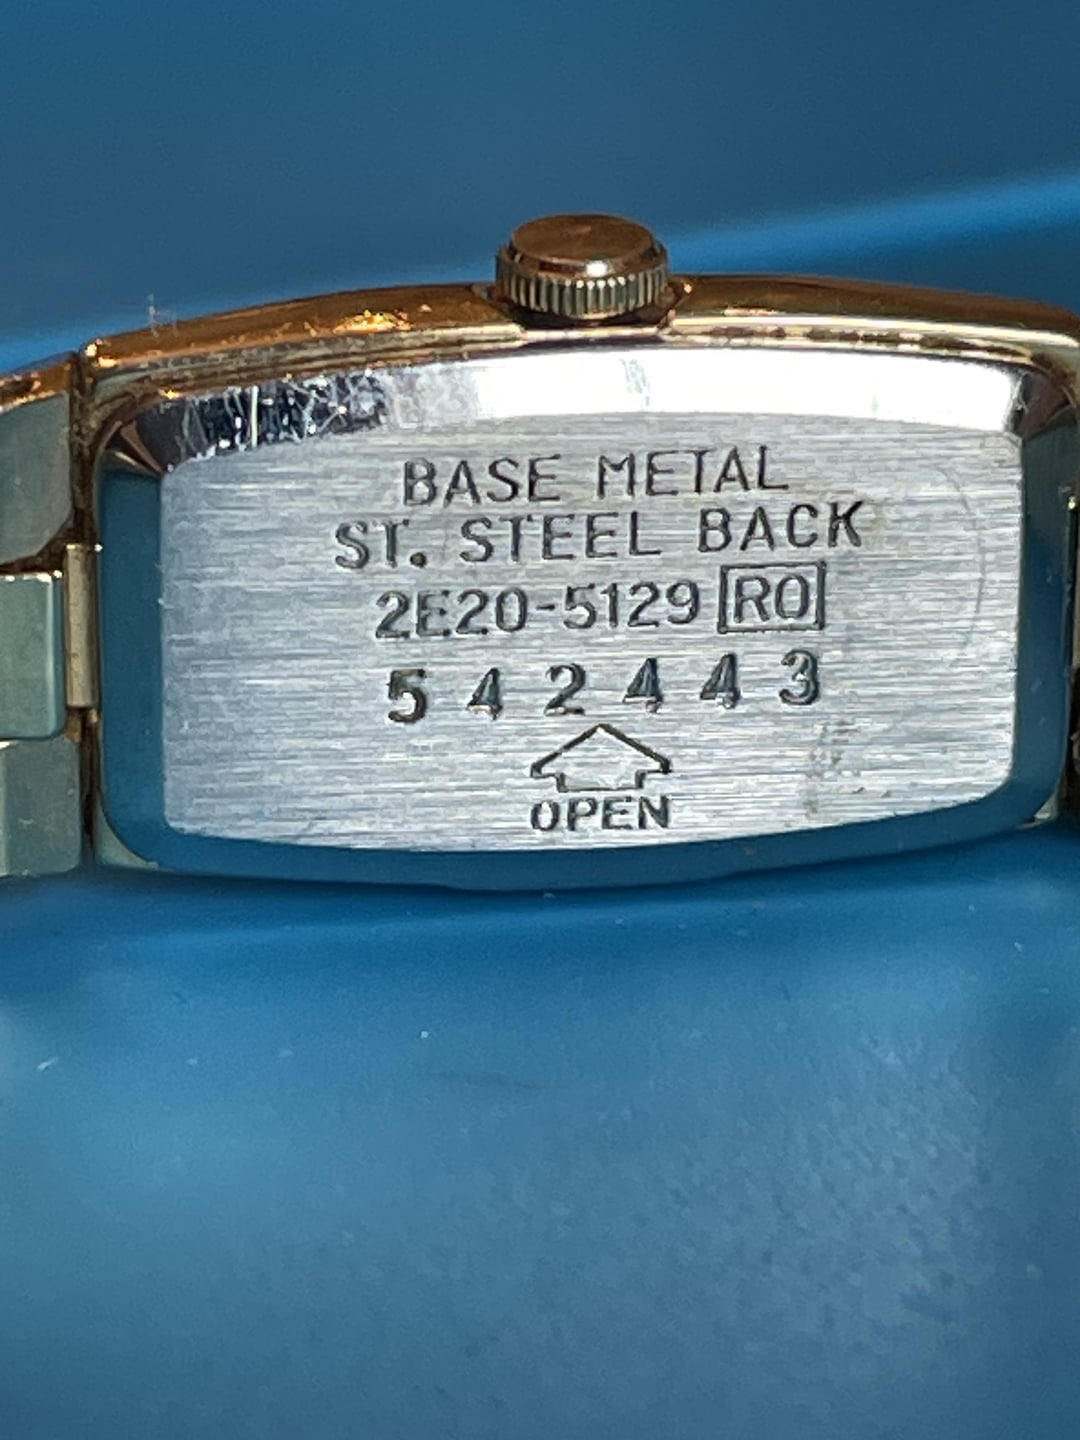 BASE METAL
ST. STEEL BACK
2E20-5129 RO
542443
OPEN